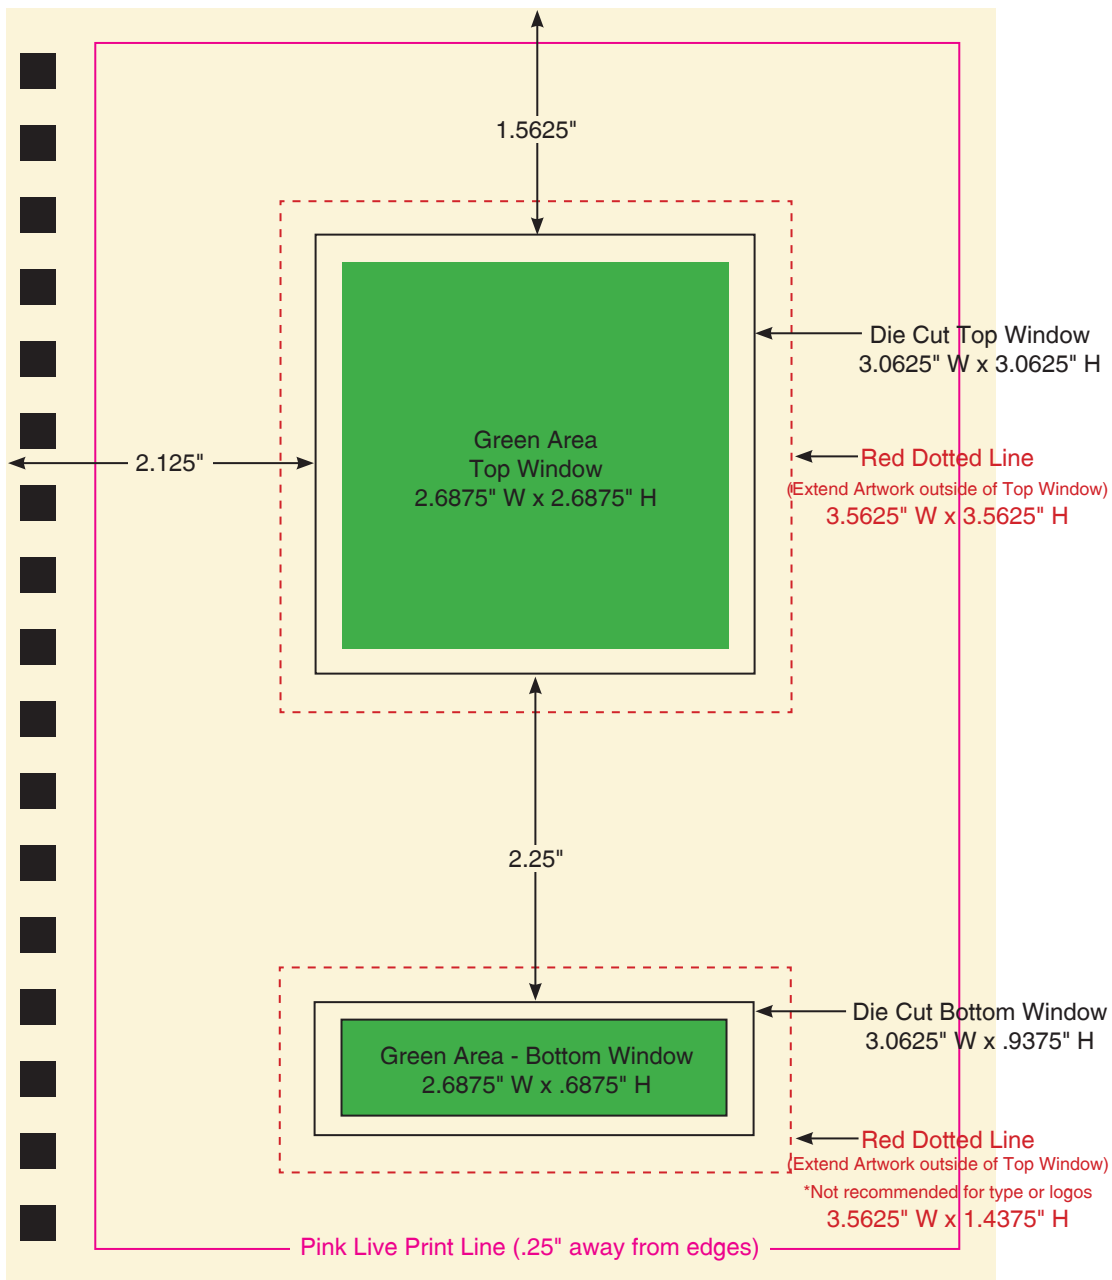 1.5625"
Die Cut Top Window
3.0625" W x 3.0625" H
Green Area
Top Window
2.6875" W x 2.6875" H
2.125"
Red Dotted Line
(Extend Artwork outside of Top Window)
3.5625" W x 3.5625" H
2.25"
Die Cut Bottom Window
3.0625" W x .9375" H
Green Area - Bottom Window
2.6875" W x .6875" H
Red Dotted Line
(Extend Artwork outside of Top Window)
*Not recommended for type or logos
3.5625" W x 1.4375" H
Pink Live Print Line (.25" away from edges)